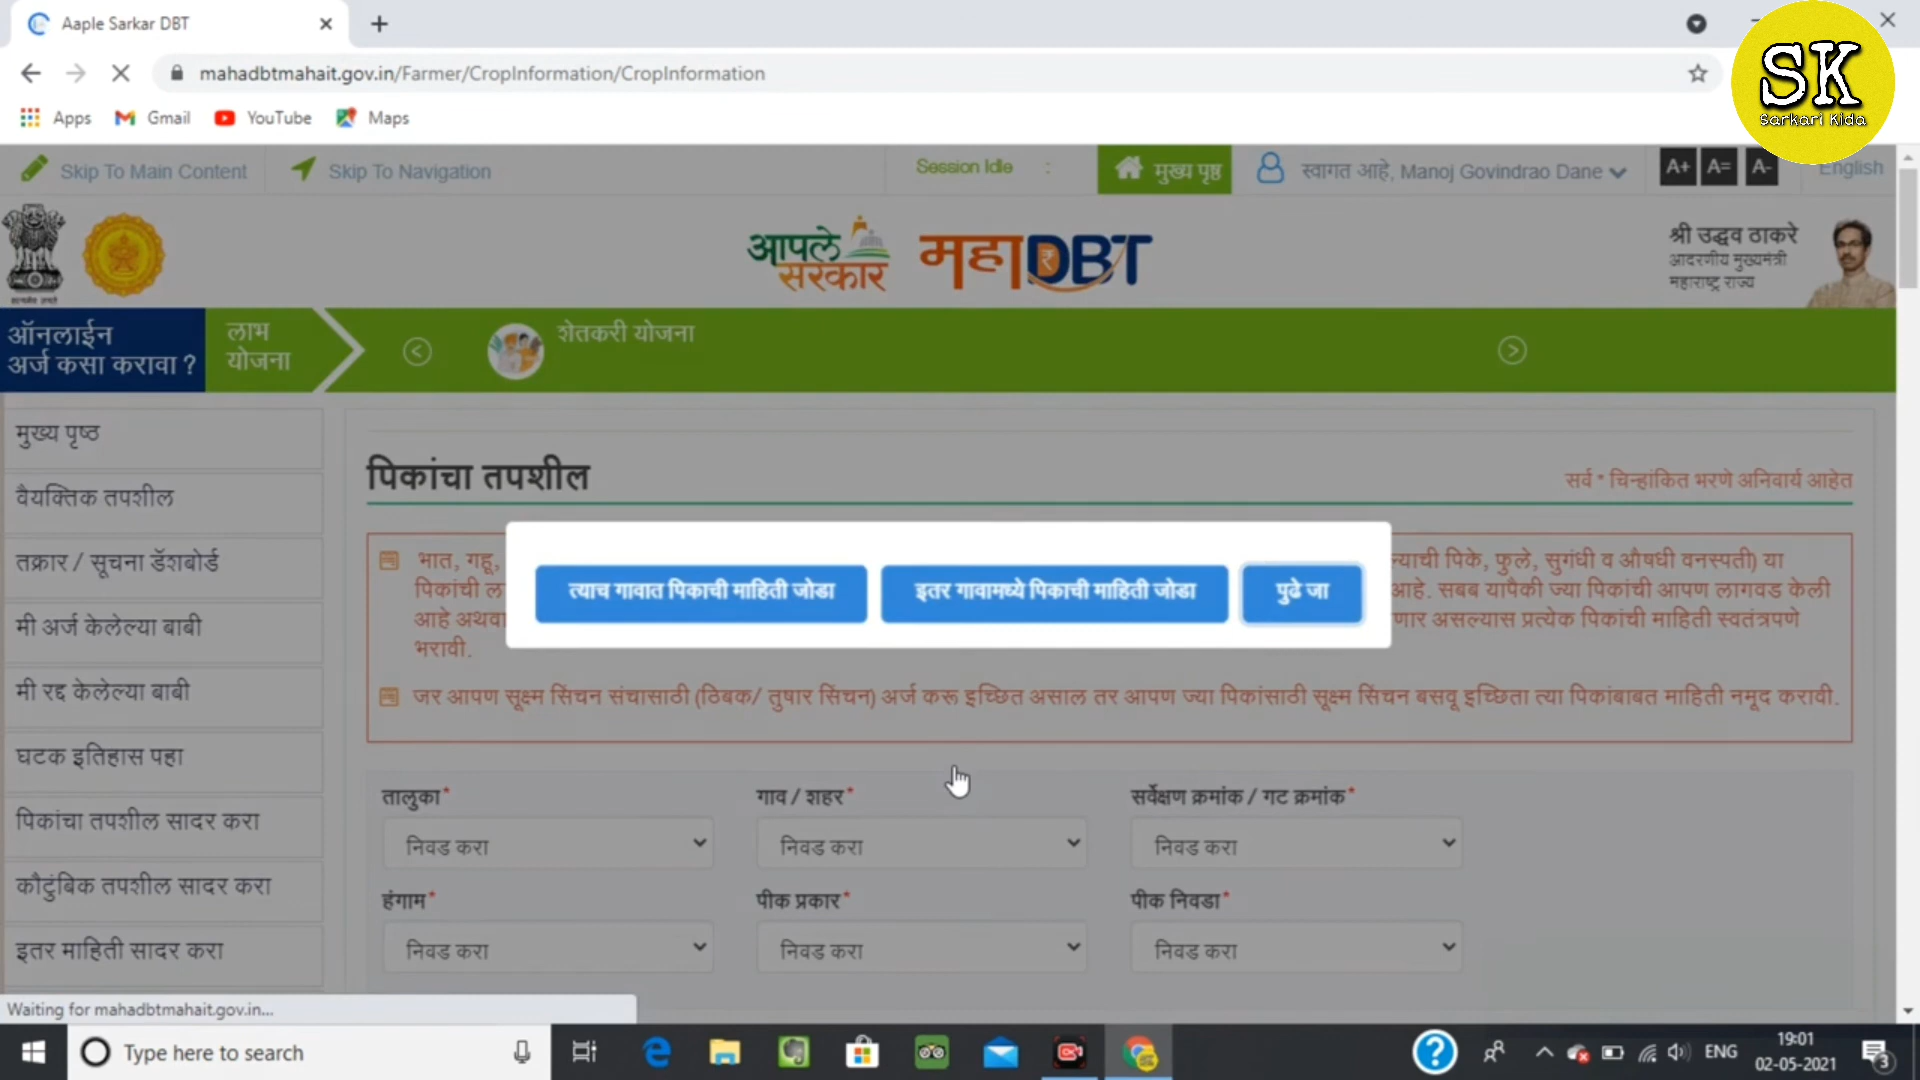 Aaple Sarkar DBT
SK
Sarkari Kida
mahadbtmahait.gov.in/Farmer/CropInformation/CropInformation
Apps Gmail YouTube Maps
Skip To Main Content Skip To Navigation Session Idle : मुख्य पृष्ठ स्वागत आहे, Manoj Govindrao Dane A+ A= A- English
आपले सरकार महाDBT
श्री उद्धव ठाकरे
आदरणीय मुख्यमंत्री
महाराष्ट्र राज्य
ऑनलाईन
अर्ज कसा करावा ?
लाभ
योजना
शेतकरी योजना
मुख्य पृष्ठ
वैयक्तिक तपशील
तक्रार / सूचना डॅशबोर्ड
मी अर्ज केलेल्या बाबी
मी रद्द केलेल्या बाबी
घटक इतिहास पहा
पिकांचा तपशील सादर करा
कौटुंबिक तपशील सादर करा
इतर माहिती सादर करा
पिकांचा तपशील
सर्व * चिन्हांकित भरणे अनिवार्य आहेत
भात, गहू, ल्याची पिके, फुले, सुगंधी व औषधी वनस्पती) या
पिकांची ल आहे. सबब यापैकी ज्या पिकांची आपण लागवड केली
आहे अथवा णार असल्यास प्रत्येक पिकांची माहिती स्वतंत्रपणे
भरावी.
त्याच गावात पिकाची माहिती जोडा इतर गावामध्ये पिकाची माहिती जोडा पुढे जा
जर आपण सूक्ष्म सिंचन संचासाठी (ठिबक/ तुषार सिंचन) अर्ज करू इच्छित असाल तर आपण ज्या पिकांसाठी सूक्ष्म सिंचन बसवू इच्छिता त्या पिकांबाबत माहिती नमूद करावी.
तालुका* गाव / शहर* सर्वेक्षण क्रमांक / गट क्रमांक*
निवड करा निवड करा निवड करा
हंगाम* पीक प्रकार* पीक निवडा*
निवड करा निवड करा निवड करा
Waiting for mahadbtmahait.gov.in...
Type here to search
ENG
19:01
02-05-2021
3